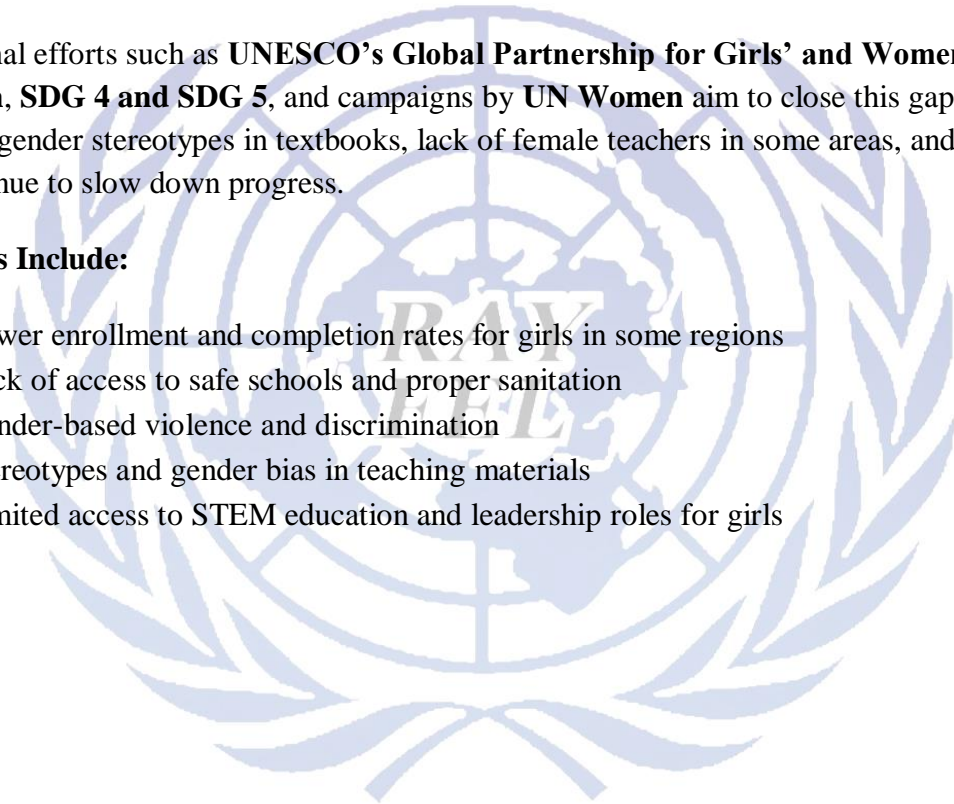 nal efforts such as UNESCO’s Global Partnership for Girls’ and Women
, SDG 4 and SDG 5, and campaigns by UN Women aim to close this gap
gender stereotypes in textbooks, lack of female teachers in some areas, and
nue to slow down progress.
s Include:
wer enrollment and completion rates for girls in some regions
ck of access to safe schools and proper sanitation
nder-based violence and discrimination
reotypes and gender bias in teaching materials
mited access to STEM education and leadership roles for girls
RAY
EEL